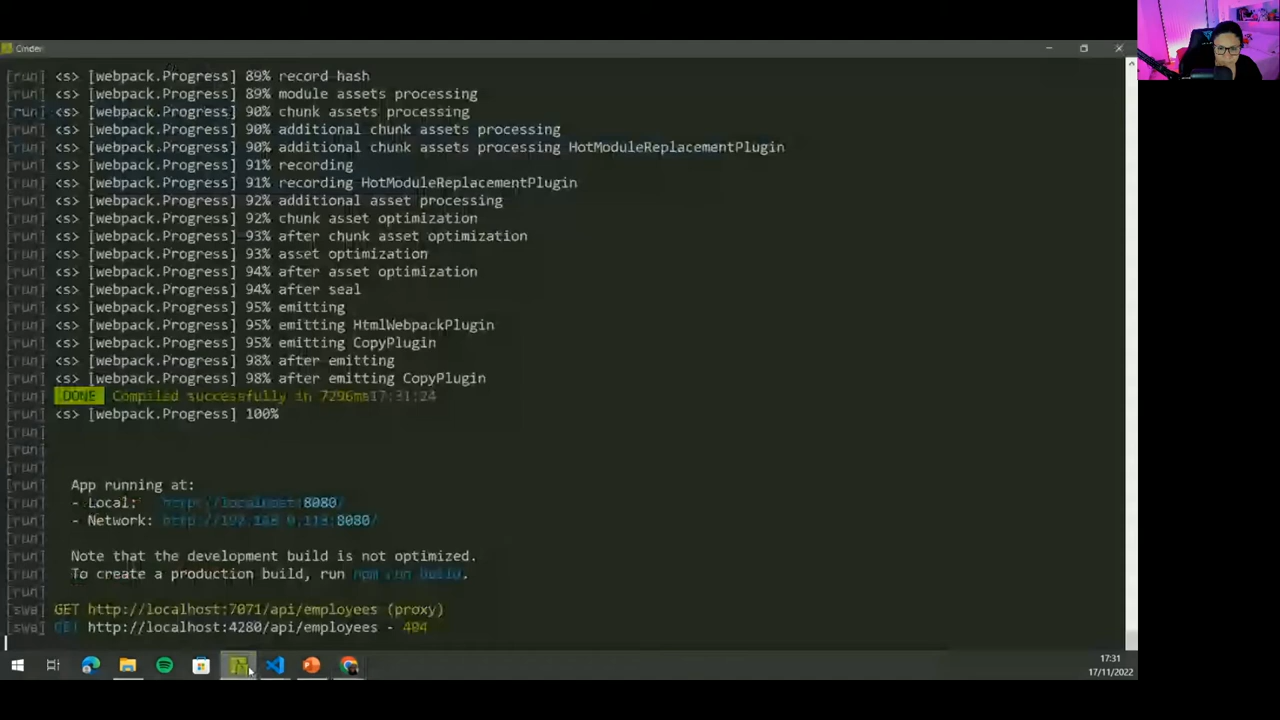 Cmder
[run] <s> [webpack.Progress] 89% record hash
[run] <s> [webpack.Progress] 89% module assets processing
[run] <s> [webpack.Progress] 90% chunk assets processing
[run] <s> [webpack.Progress] 90% additional chunk assets processing
[run] <s> [webpack.Progress] 90% additional chunk assets processing HotModuleReplacementPlugin
[run] <s> [webpack.Progress] 91% recording
[run] <s> [webpack.Progress] 91% recording HotModuleReplacementPlugin
[run] <s> [webpack.Progress] 92% additional asset processing
[run] <s> [webpack.Progress] 92% chunk asset optimization
[run] <s> [webpack.Progress] 93% after chunk asset optimization
[run] <s> [webpack.Progress] 93% asset optimization
[run] <s> [webpack.Progress] 94% after asset optimization
[run] <s> [webpack.Progress] 94% after seal
[run] <s> [webpack.Progress] 95% emitting
[run] <s> [webpack.Progress] 95% emitting HtmlWebpackPlugin
[run] <s> [webpack.Progress] 95% emitting CopyPlugin
[run] <s> [webpack.Progress] 98% after emitting
[run] <s> [webpack.Progress] 98% after emitting CopyPlugin
[run] DONE Compiled successfully in 7296ms17:31:24
[run] <s> [webpack.Progress] 100%
[run]
[run]
[run]
[run] App running at:
[run] - Local: http://localhost:8080/
[run] - Network: http://192.168.0.113:8080/
[run]
[run] Note that the development build is not optimized.
[run] To create a production build, run npm run build.
[run]
[swa] GET http://localhost:7071/api/employees (proxy)
[swa] GET http://localhost:4280/api/employees - 404
17:31
17/11/2022